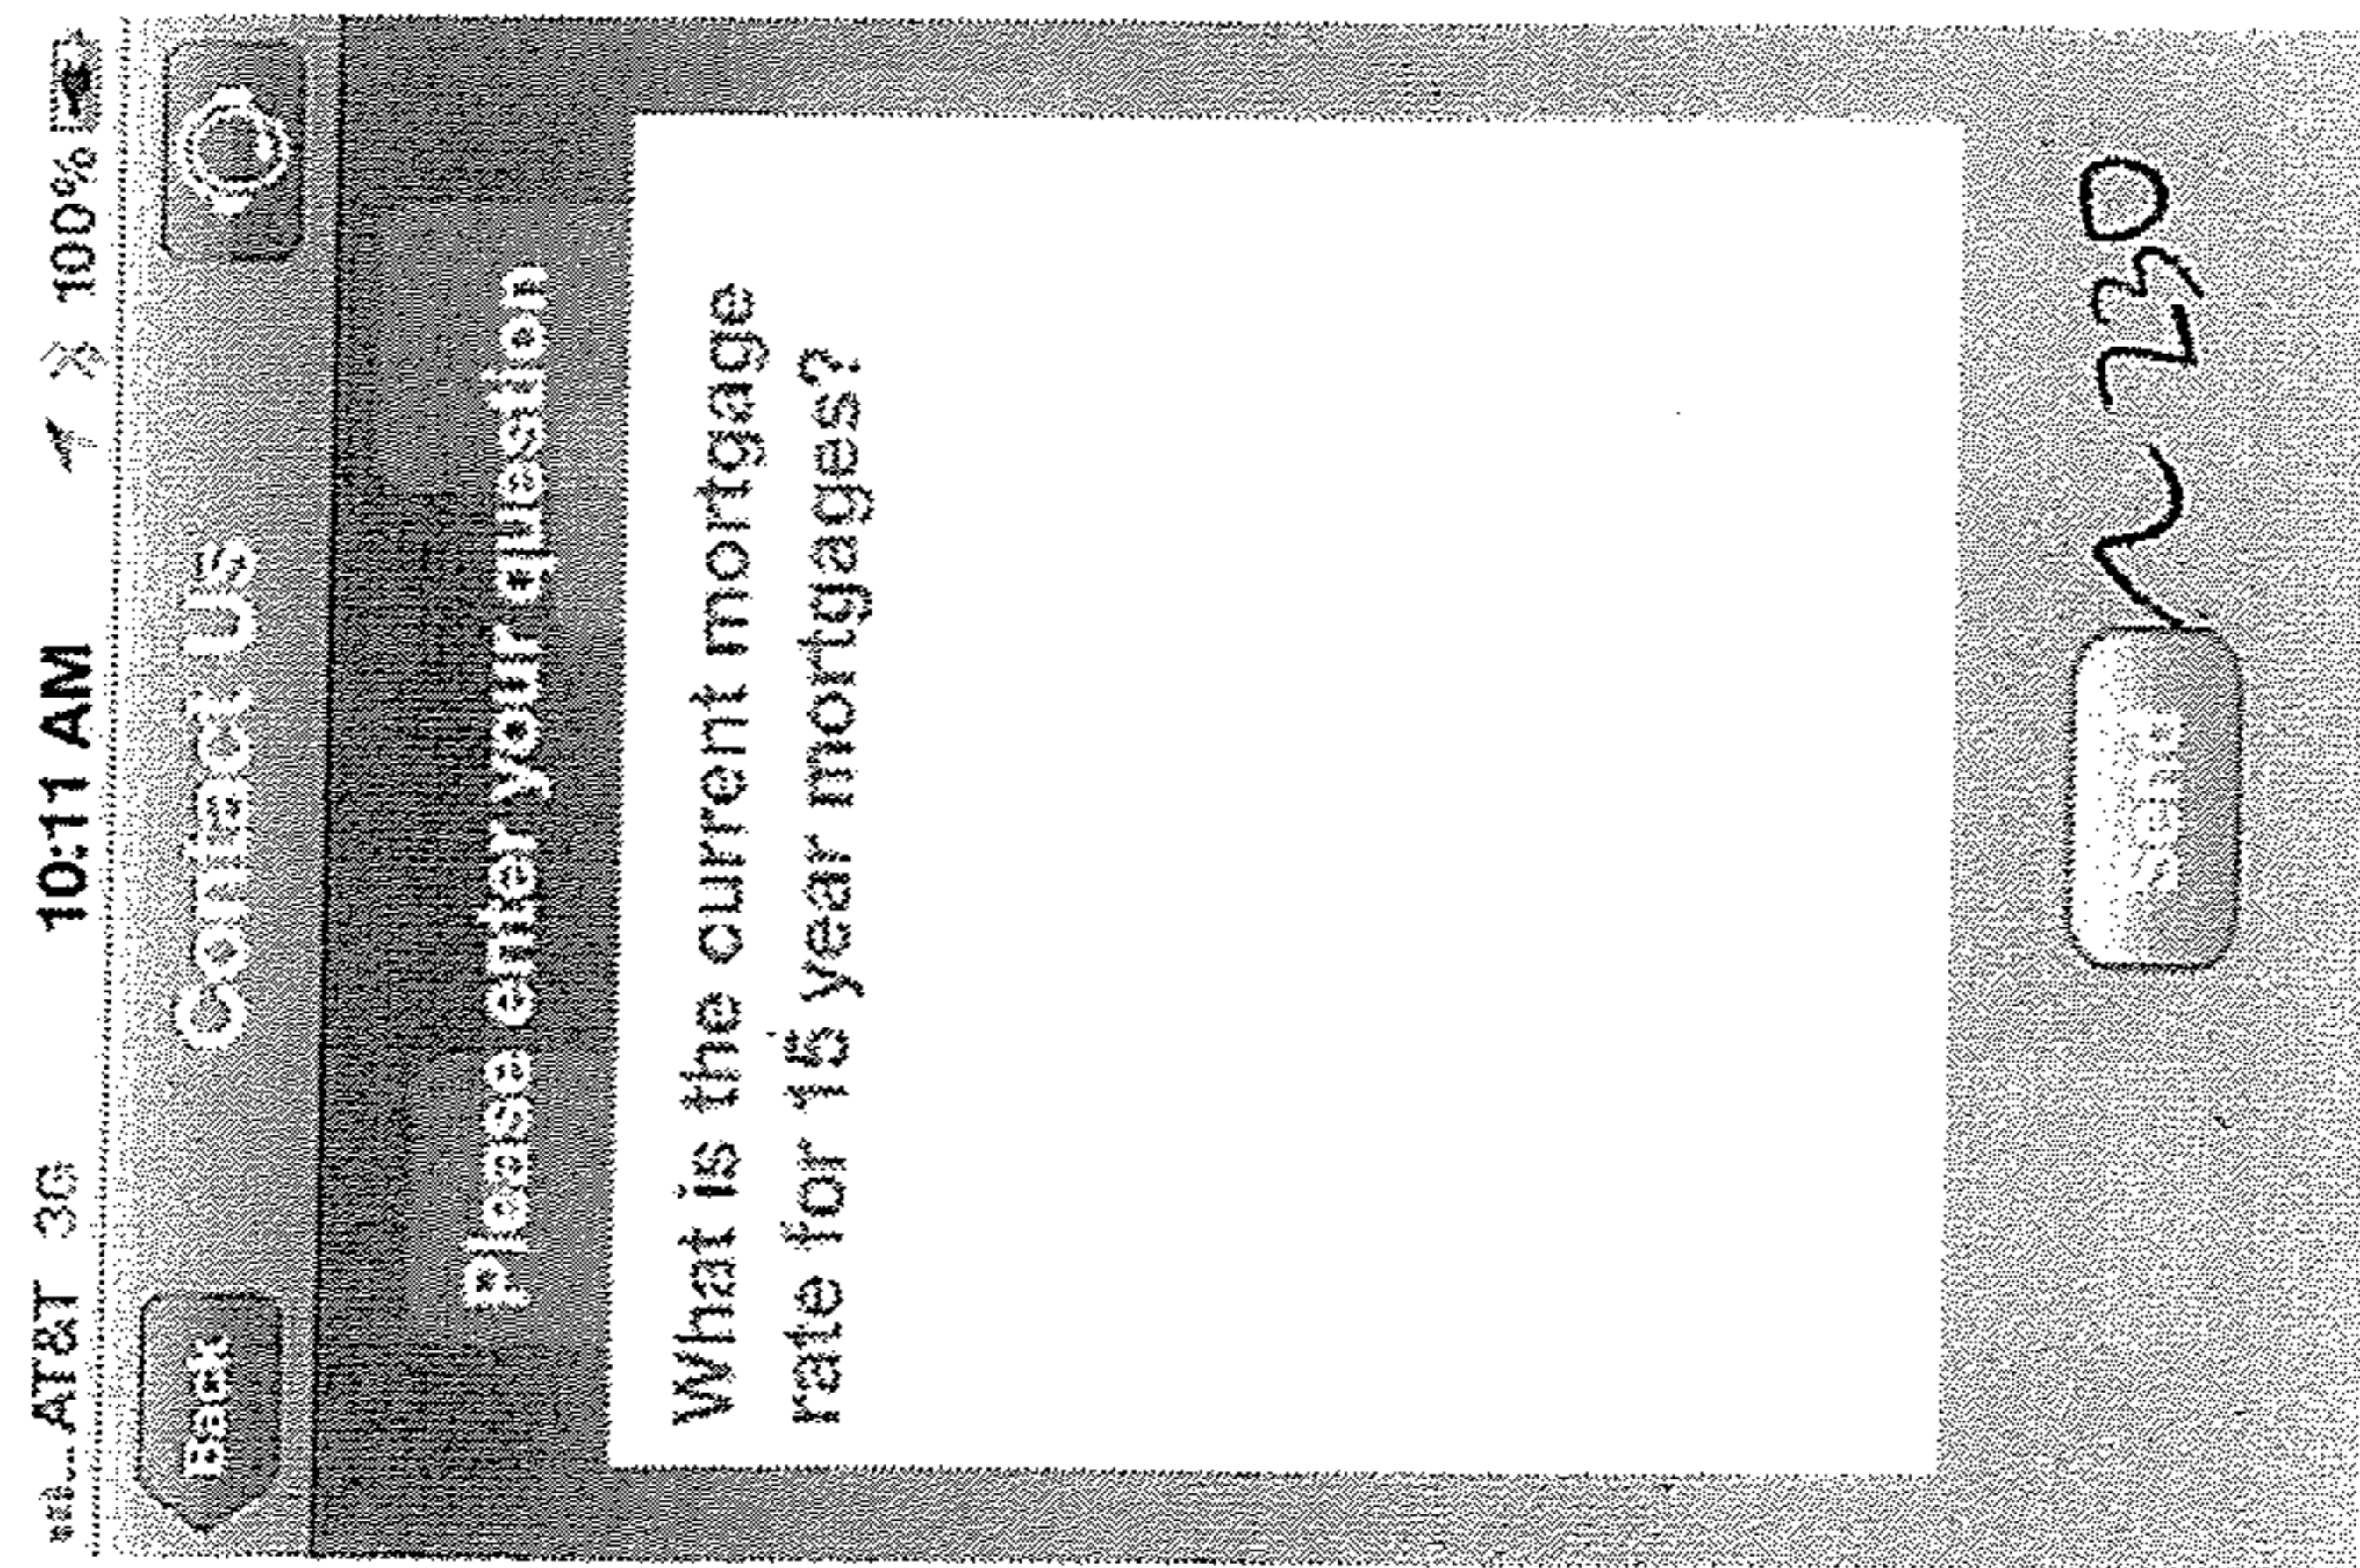 AT&T 3G 10:11 AM 100%
Back Contact Us
Please enter your question
What is the current mortgage
rate for 15 year mortgages?
Send 230